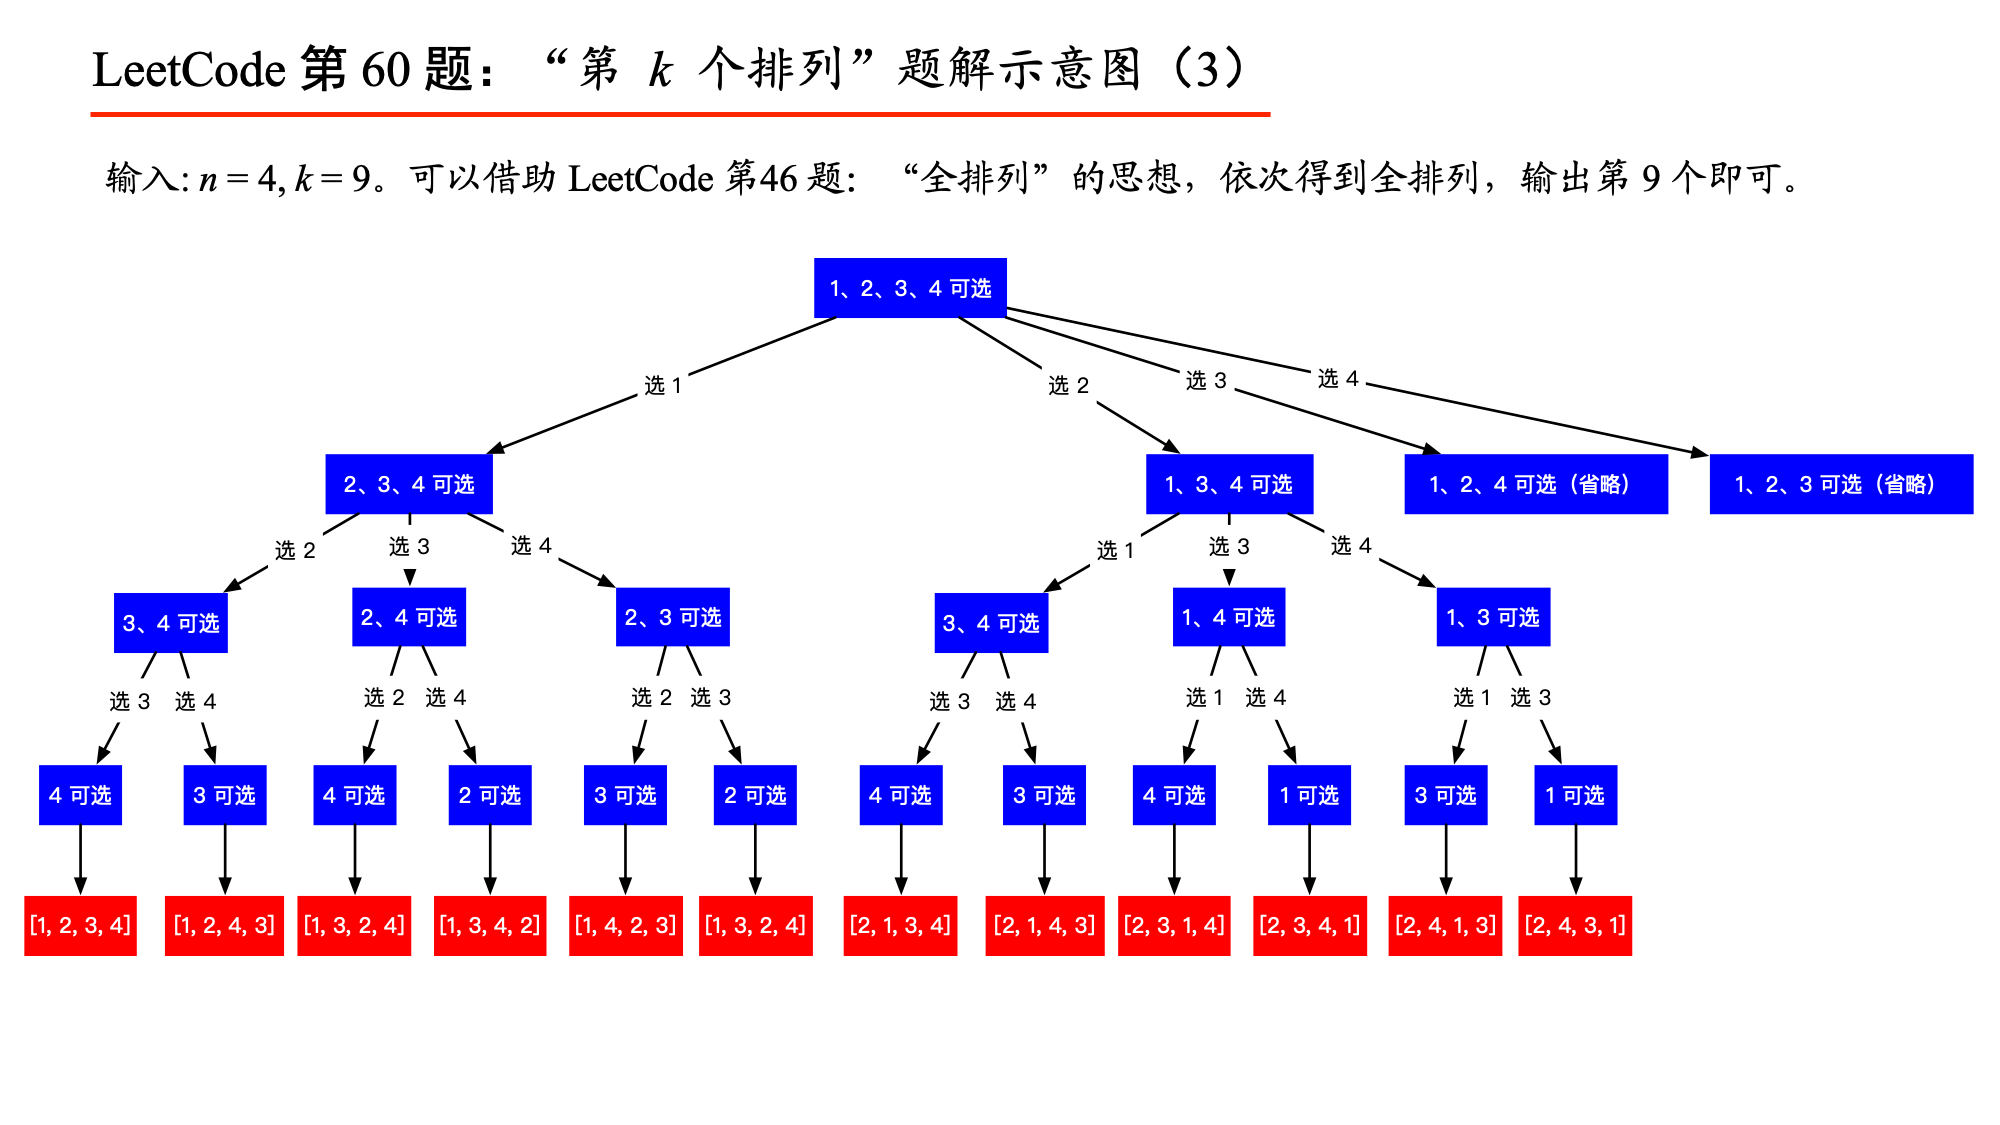 LeetCode 第 60 题：“第 k 个排列”题解示意图（3）
输入: n = 4, k = 9。可以借助 LeetCode 第46 题：“全排列”的思想，依次得到全排列，输出第 9 个即可。
1、2、3、4 可选
选 1
选 2
选 3
选 4
2、3、4 可选
1、3、4 可选
1、2、4 可选（省略）
1、2、3 可选（省略）
选 2
选 3
选 4
选 1
选 3
选 4
3、4 可选
2、4 可选
2、3 可选
3、4 可选
1、4 可选
1、3 可选
选 3
选 4
选 2
选 4
选 2
选 3
选 3
选 4
选 1
选 4
选 1
选 3
4 可选
3 可选
4 可选
2 可选
3 可选
2 可选
4 可选
3 可选
4 可选
1 可选
3 可选
1 可选
[1, 2, 3, 4]
[1, 2, 4, 3]
[1, 3, 2, 4]
[1, 3, 4, 2]
[1, 4, 2, 3]
[1, 3, 2, 4]
[2, 1, 3, 4]
[2, 1, 4, 3]
[2, 3, 1, 4]
[2, 3, 4, 1]
[2, 4, 1, 3]
[2, 4, 3, 1]